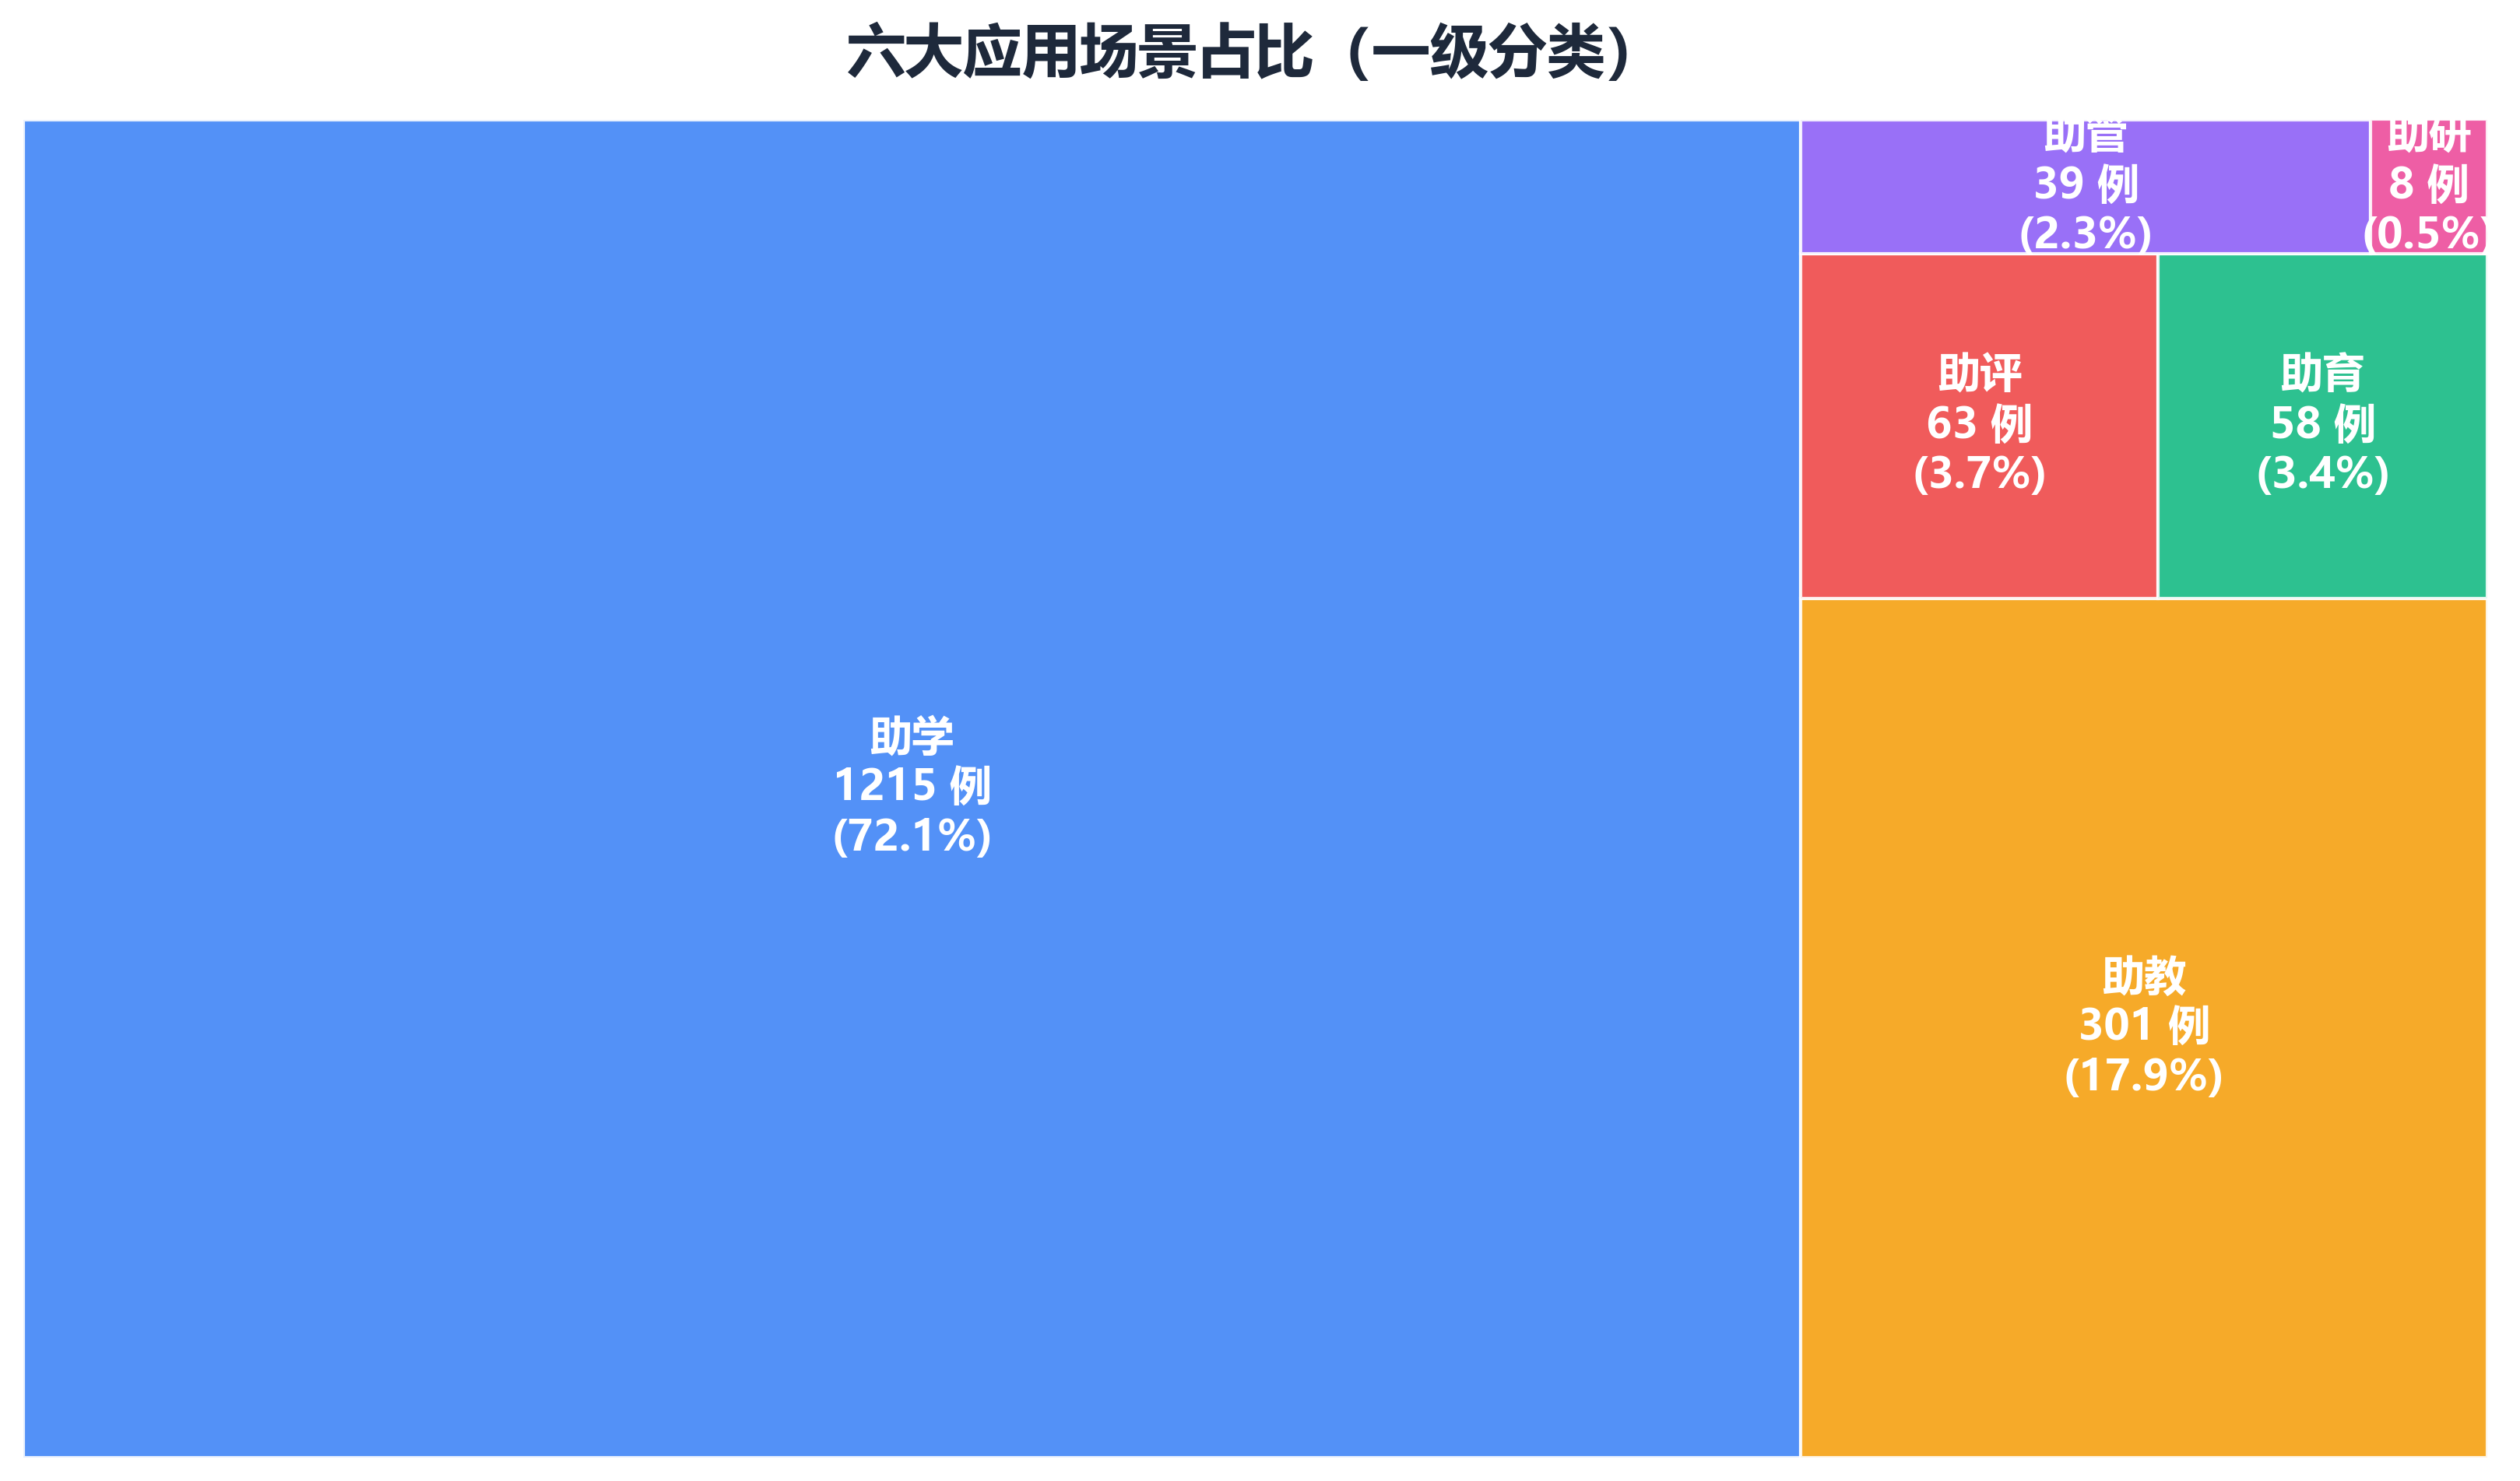 六大应用场景占比（一级分类）
助学
1215 例
(72.1%)
助管
39 例
(2.3%)
助研
8 例
(0.5%)
助评
63 例
(3.7%)
助育
58 例
(3.4%)
助教
301 例
(17.9%)